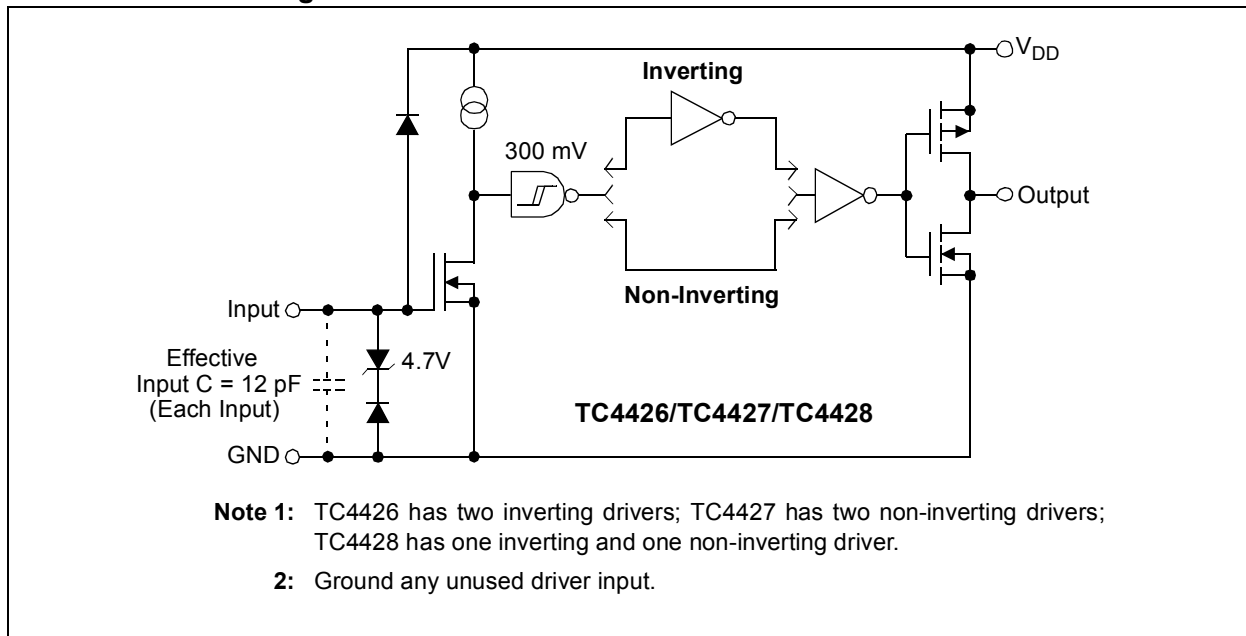 V_DD
Inverting
300 mV
Output
Non-Inverting
Input
4.7V
Effective
Input C = 12 pF
(Each Input)
TC4426/TC4427/TC4428
GND
Note 1: TC4426 has two inverting drivers; TC4427 has two non-inverting drivers;
TC4428 has one inverting and one non-inverting driver.
2: Ground any unused driver input.